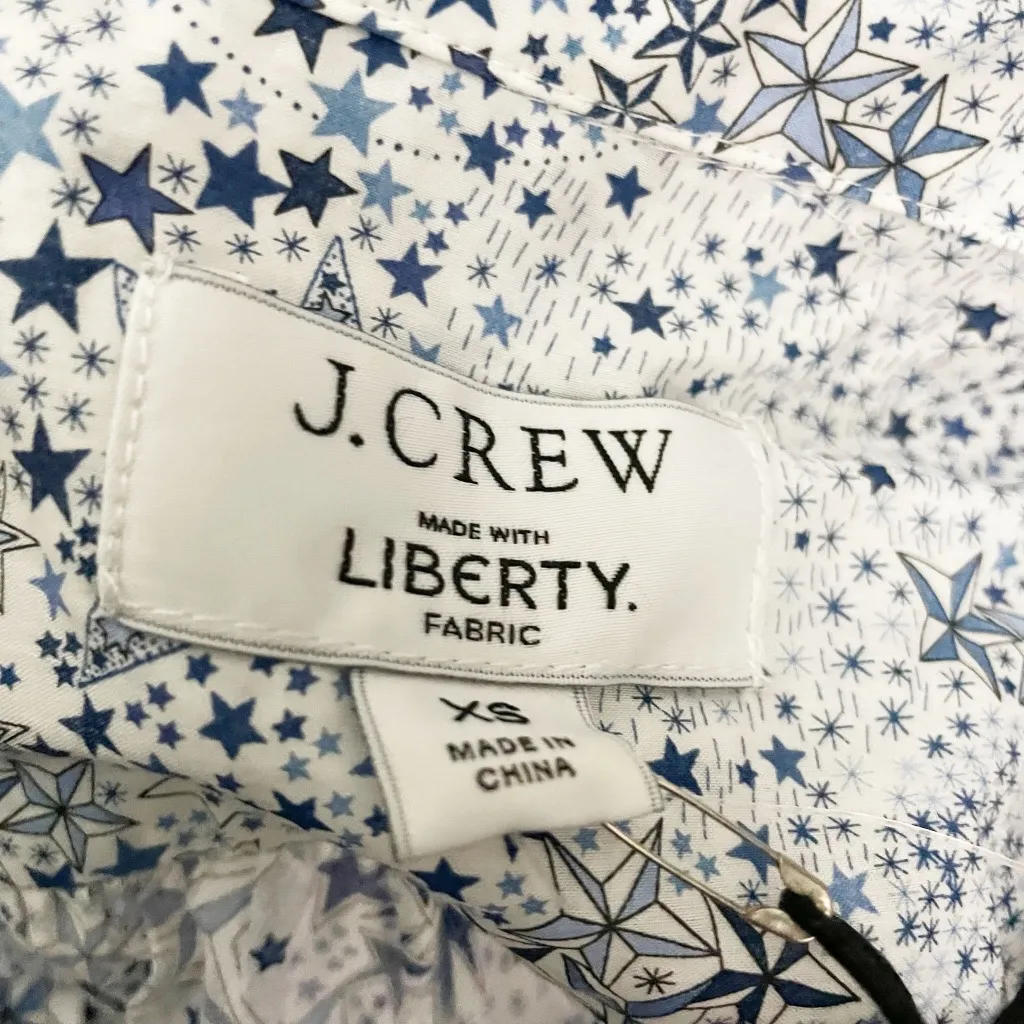 J.CREW
MADE WITH
LIBERTY.
FABRIC
XS
MADE IN
CHINA